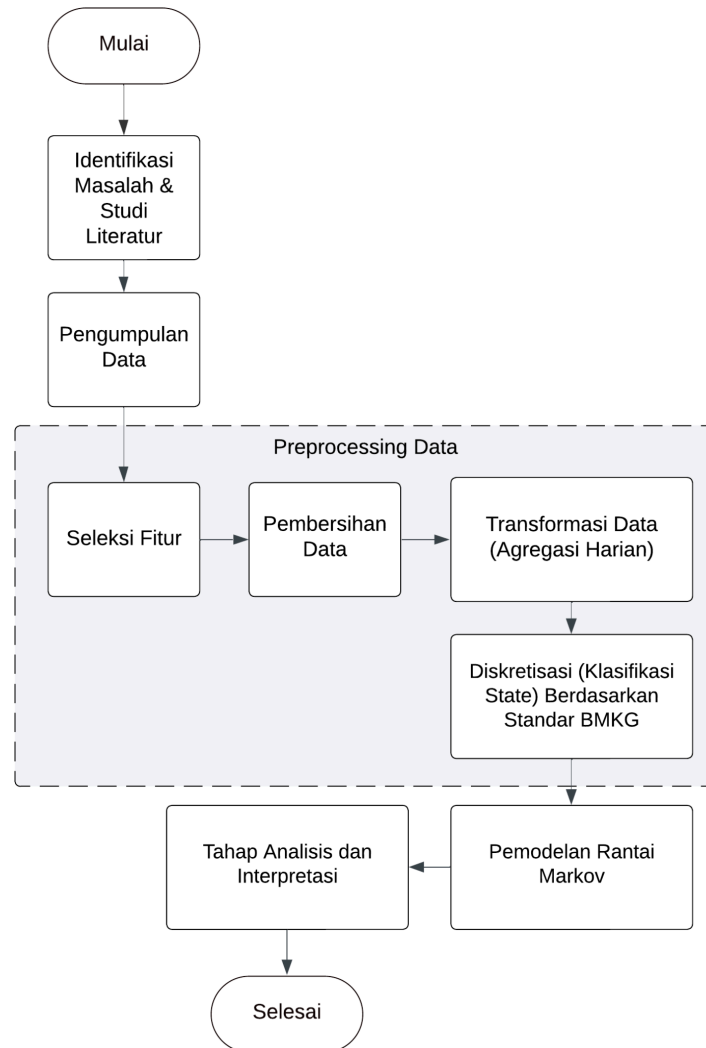 Mulai
Identifikasi
Masalah &
Studi
Literatur
Pengumpulan
Data
Preprocessing Data
Seleksi Fitur
Pembersihan
Data
Transformasi Data
(Agregasi Harian)
Diskretisasi (Klasifikasi
State) Berdasarkan
Standar BMKG
Pemodelan Rantai
Markov
Tahap Analisis dan
Interpretasi
Selesai